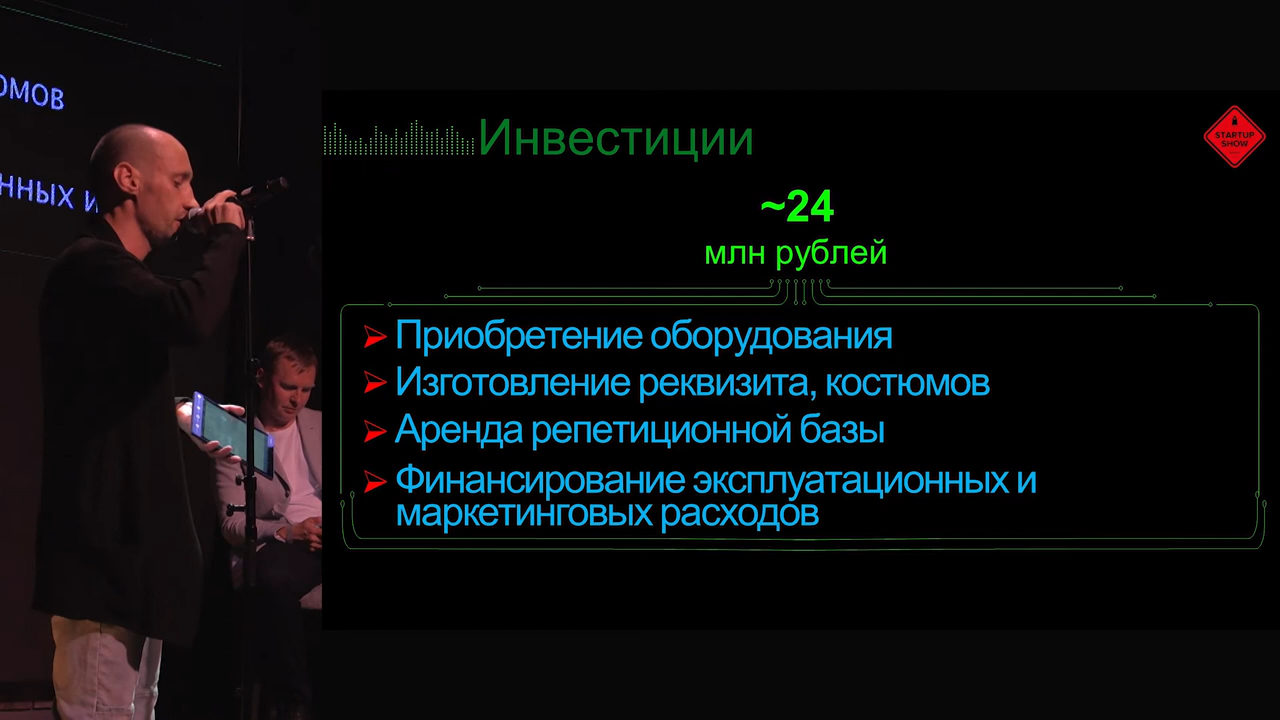 омов
нных и
Инвестиции
STARTUP
SHOW
~24
млн рублей
Приобретение оборудования
Изготовление реквизита, костюмов
Аренда репетиционной базы
Финансирование эксплуатационных и
маркетинговых расходов